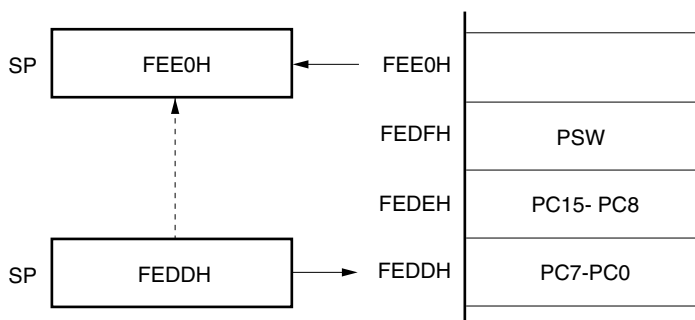 SP FEE0H FEE0H
FEDFH PSW
FEDEH PC15- PC8
SP FEDDH FEDDH PC7-PC0